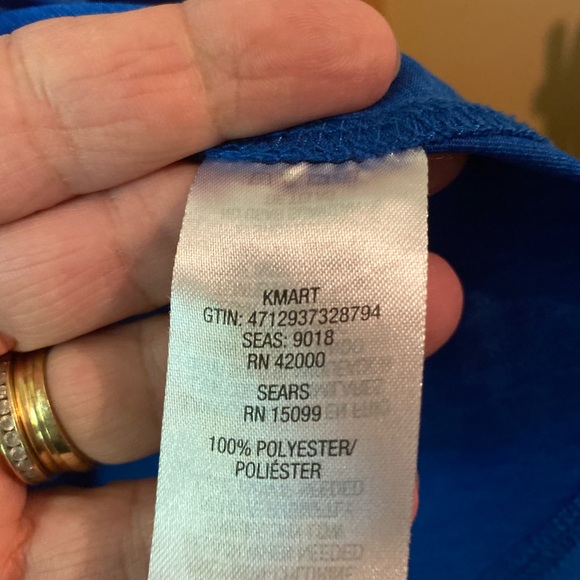 KMART
GTIN: 4712937328794
SEAS: 9018
RN 42000
SEARS
RN 15099
100% POLYESTER/
POLIÉSTER